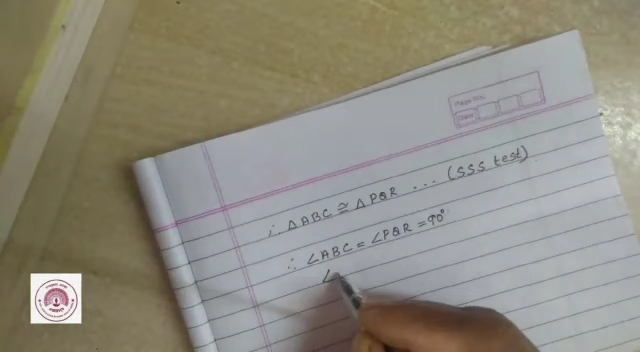 Page No.
Date
∴ △ABC ≅ △PQR ... (SSS test).
∴ ∠ABC = ∠PQR = 90°
∠